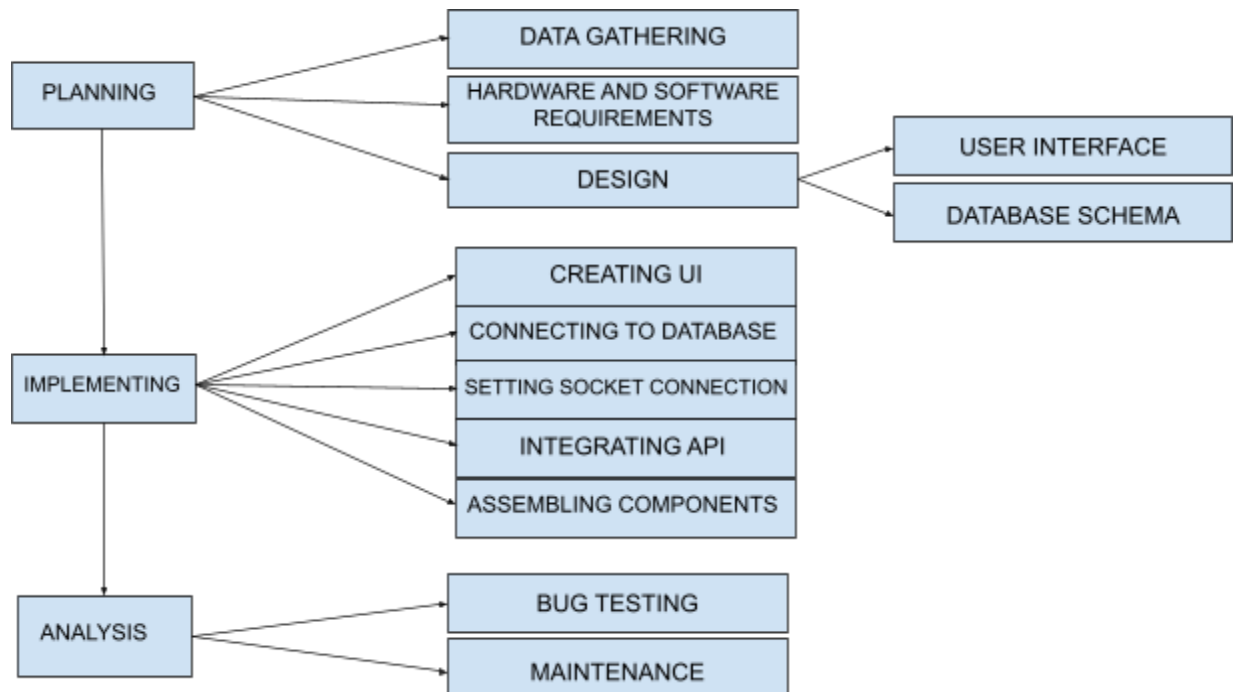 PLANNING
DATA GATHERING
HARDWARE AND SOFTWARE
REQUIREMENTS
DESIGN
USER INTERFACE
DATABASE SCHEMA
IMPLEMENTING
CREATING UI
CONNECTING TO DATABASE
SETTING SOCKET CONNECTION
INTEGRATING API
ASSEMBLING COMPONENTS
ANALYSIS
BUG TESTING
MAINTENANCE